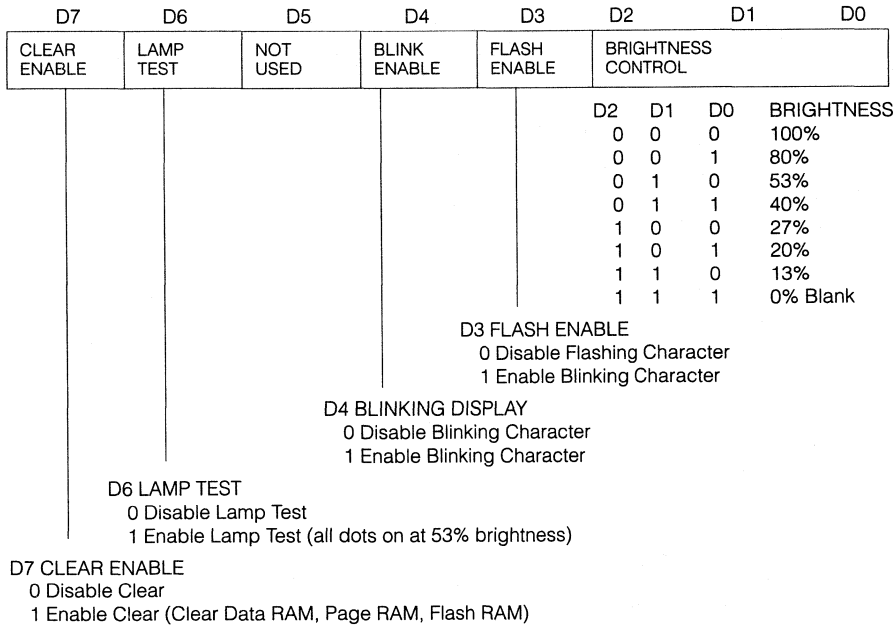 D7 D6 D5 D4 D3 D2 D1 D0
CLEAR ENABLE LAMP TEST NOT USED BLINK ENABLE FLASH ENABLE BRIGHTNESS CONTROL
D2 D1 D0 BRIGHTNESS
0 0 0 100%
0 0 1 80%
0 1 0 53%
0 1 1 40%
1 0 0 27%
1 0 1 20%
1 1 0 13%
1 1 1 0% Blank
D3 FLASH ENABLE
0 Disable Flashing Character
1 Enable Blinking Character
D4 BLINKING DISPLAY
0 Disable Blinking Character
1 Enable Blinking Character
D6 LAMP TEST
0 Disable Lamp Test
1 Enable Lamp Test (all dots on at 53% brightness)
D7 CLEAR ENABLE
0 Disable Clear
1 Enable Clear (Clear Data RAM, Page RAM, Flash RAM)